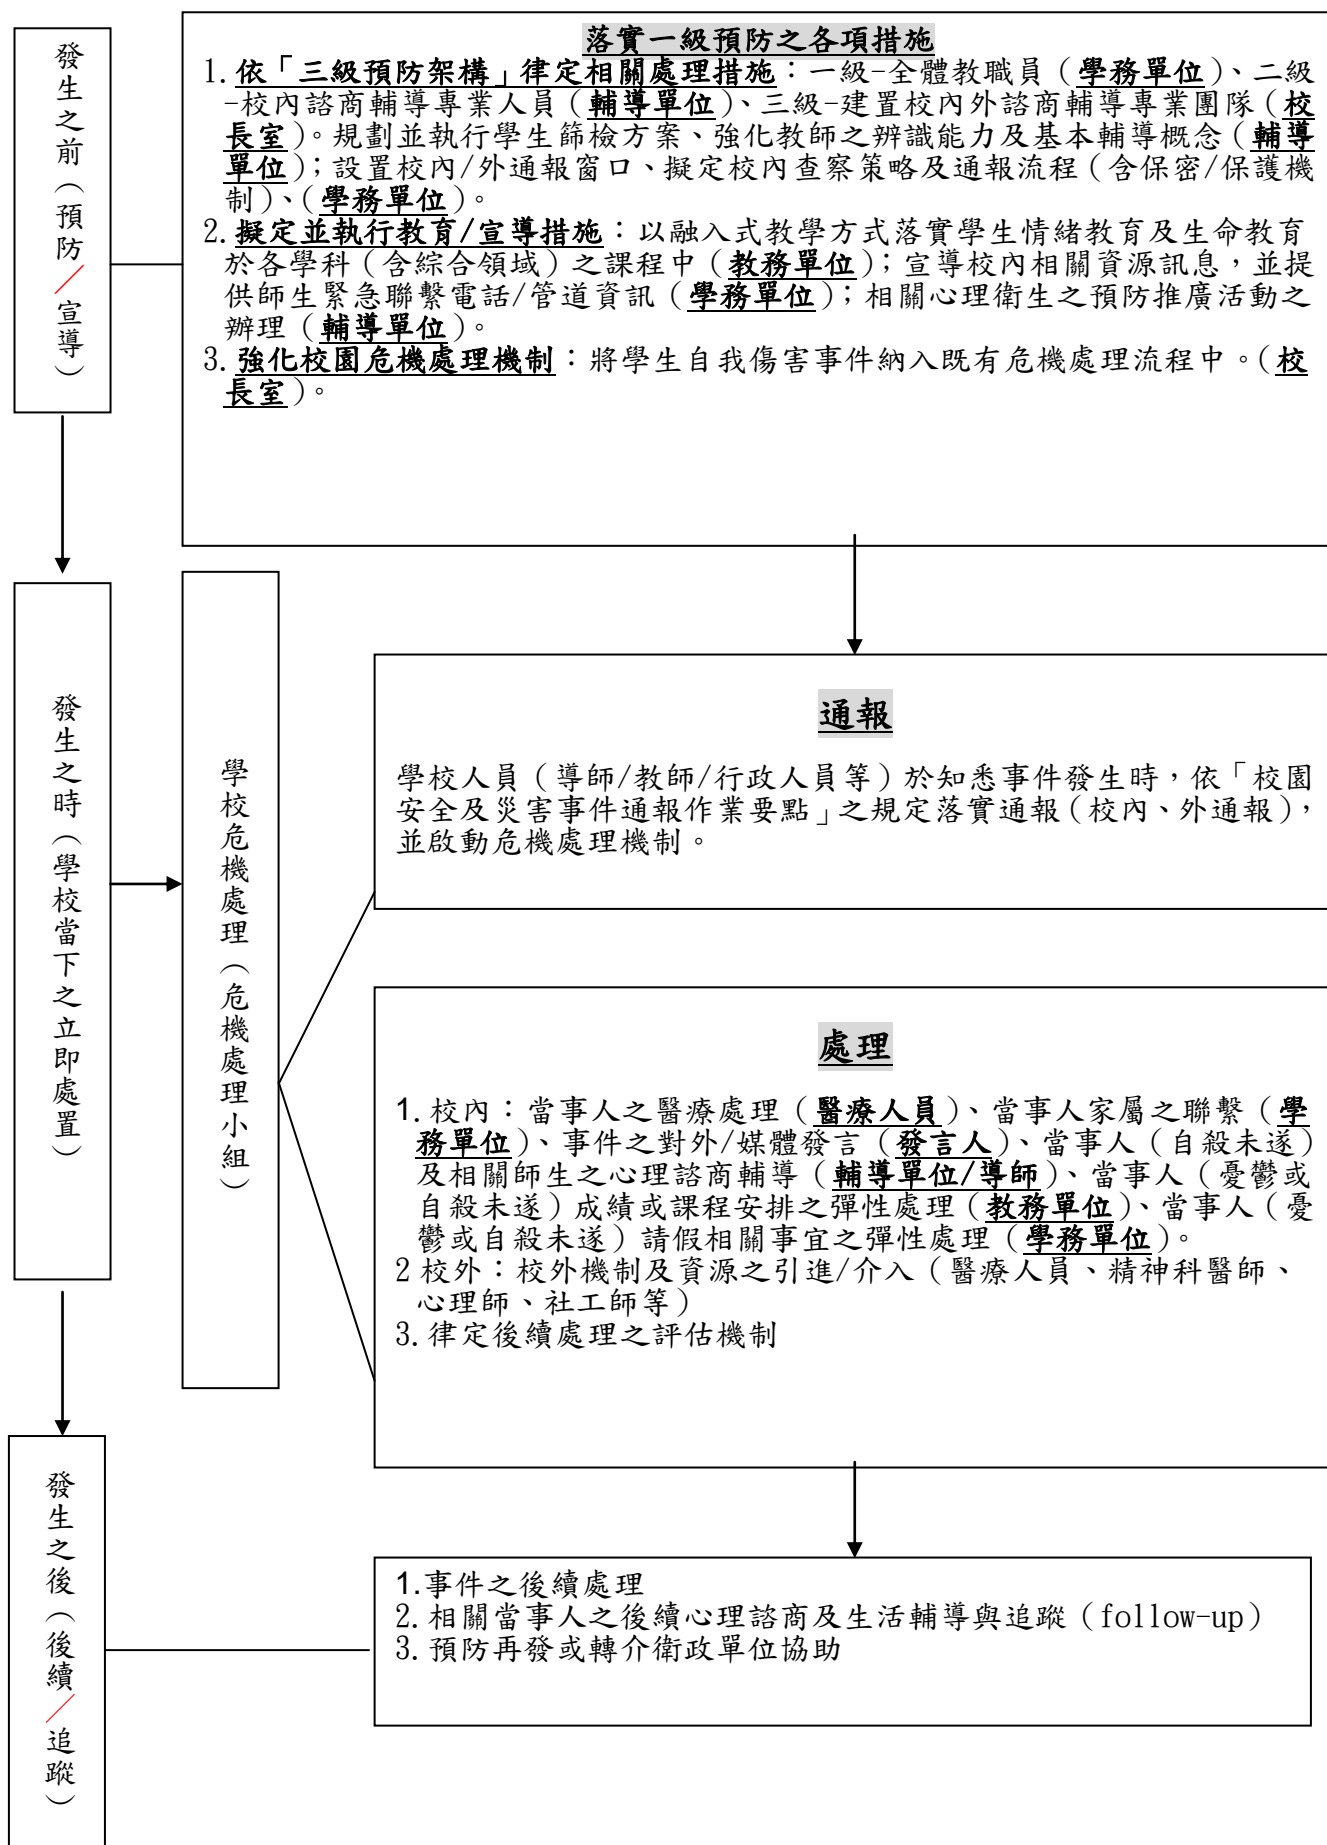 發生之前（預防／宣導）
落實一級預防之各項措施
1.依「三級預防架構」律定相關處理措施：一級-全體教職員（學務單位）、二級
-校內諮商輔導專業人員（輔導單位）、三級-建置校內外諮商輔導專業團隊（校
長室）。規劃並執行學生篩檢方案、強化教師之辨識能力及基本輔導概念（輔導
單位）；設置校內/外通報窗口、擬定校內查察策略及通報流程（含保密/保護機
制）、（學務單位）。
2.擬定並執行教育/宣導措施：以融入式教學方式落實學生情緒教育及生命教育
於各學科（含綜合領域）之課程中（教務單位）；宣導校內相關資源訊息，並提
供師生緊急聯繫電話/管道資訊（學務單位）；相關心理衛生之預防推廣活動之
辦理（輔導單位）。
3.強化校園危機處理機制：將學生自我傷害事件納入既有危機處理流程中。（校
長室）。
發生之時（學校當下之立即處置）
學校危機處理（危機處理小組）
通報
學校人員（導師/教師/行政人員等）於知悉事件發生時，依「校園
安全及災害事件通報作業要點」之規定落實通報（校內、外通報），
並啟動危機處理機制。
處理
1.校內：當事人之醫療處理（醫療人員）、當事人家屬之聯繫（學
務單位）、事件之對外/媒體發言（發言人）、當事人（自殺未遂）
及相關師生之心理諮商輔導（輔導單位/導師）、當事人（憂鬱或
自殺未遂）成績或課程安排之彈性處理（教務單位）、當事人（憂
鬱或自殺未遂）請假相關事宜之彈性處理（學務單位）。
2 校外：校外機制及資源之引進/介入（醫療人員、精神科醫師、
心理師、社工師等）
3.律定後續處理之評估機制
發生之後（後續／追蹤）
1.事件之後續處理
2.相關當事人之後續心理諮商及生活輔導與追蹤（follow-up）
3.預防再發或轉介衛政單位協助